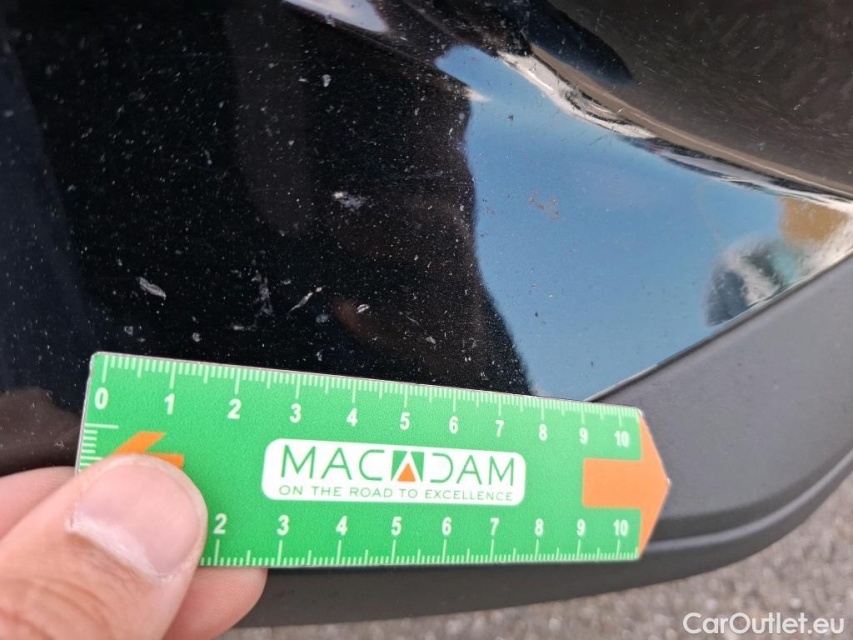 0 1 2 3 4 5 6 7 8 9 10
MACADAM
ON THE ROAD TO EXCELLENCE
2 3 4 5 6 7 8 9 10
CarOutlet.eu